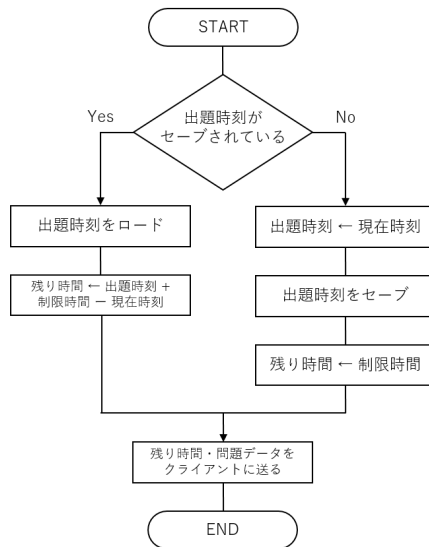 START
出題時刻が
セーブされている
Yes
No
出題時刻をロード
残り時間 ← 出題時刻 +
制限時間 － 現在時刻
出題時刻 ← 現在時刻
出題時刻をセーブ
残り時間 ← 制限時間
残り時間・問題データを
クライアントに送る
END